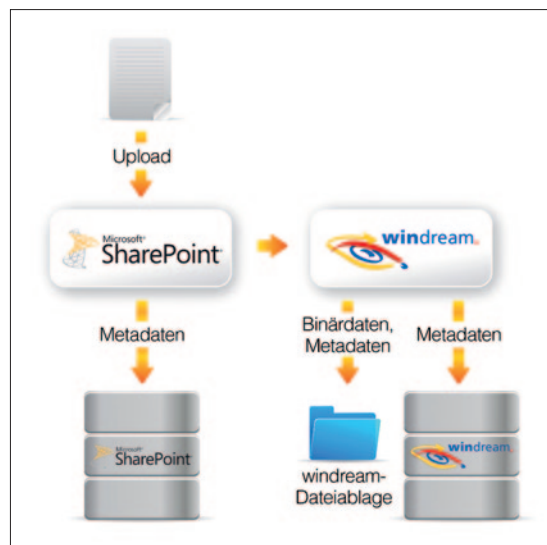 Upload
Microsoft®
SharePoint
windream®
Metadaten
Binärdaten,
Metadaten
Metadaten
Microsoft®
SharePoint
windream-
Dateiablage
windream®